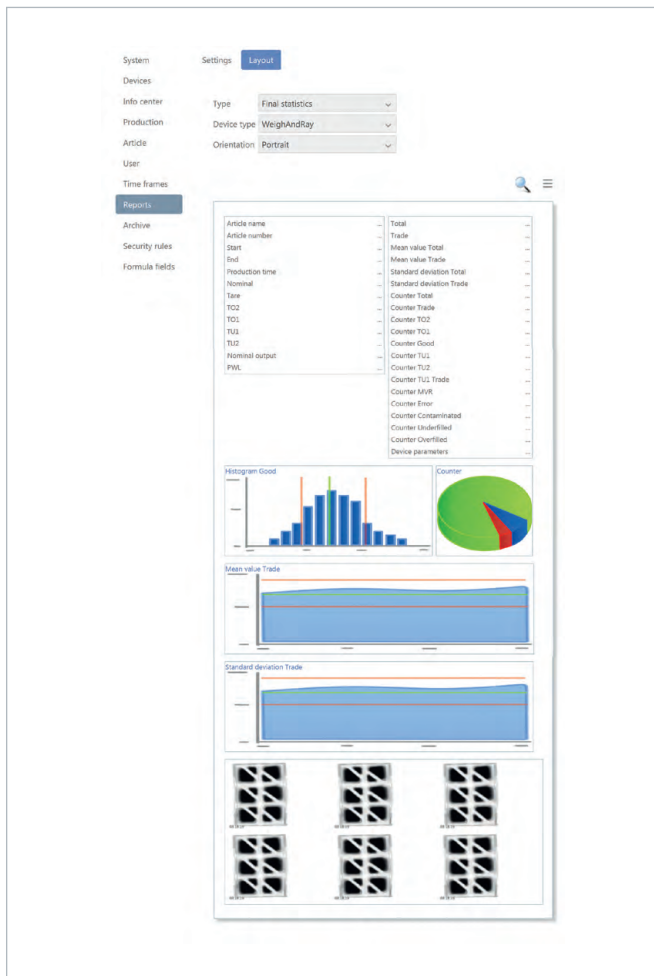 System
Devices
Info center
Production
Article
User
Time frames
Reports
Archive
Security rules
Formula fields
Settings
Layout
Type Final statistics
Device type WeighAndRay
Orientation Portrait
Article name ...
Article number ...
Start ...
End ...
Production time ...
Nominal ...
Tare ...
TO2 ...
TO1 ...
TU1 ...
TU2 ...
Nominal output ...
PWL ...
Total ...
Trade ...
Mean value Total ...
Mean value Trade ...
Standard deviation Total ...
Standard deviation Trade ...
Counter Total ...
Counter Trade ...
Counter TO2 ...
Counter TO1 ...
Counter Good ...
Counter TU1 ...
Counter TU2 ...
Counter TU1 Trade ...
Counter MVR ...
Counter Error ...
Counter Contaminated ...
Counter Underfilled ...
Counter Overfilled ...
Device parameters ...
Histogram Good
Counter
Mean value Trade
Standard deviation Trade